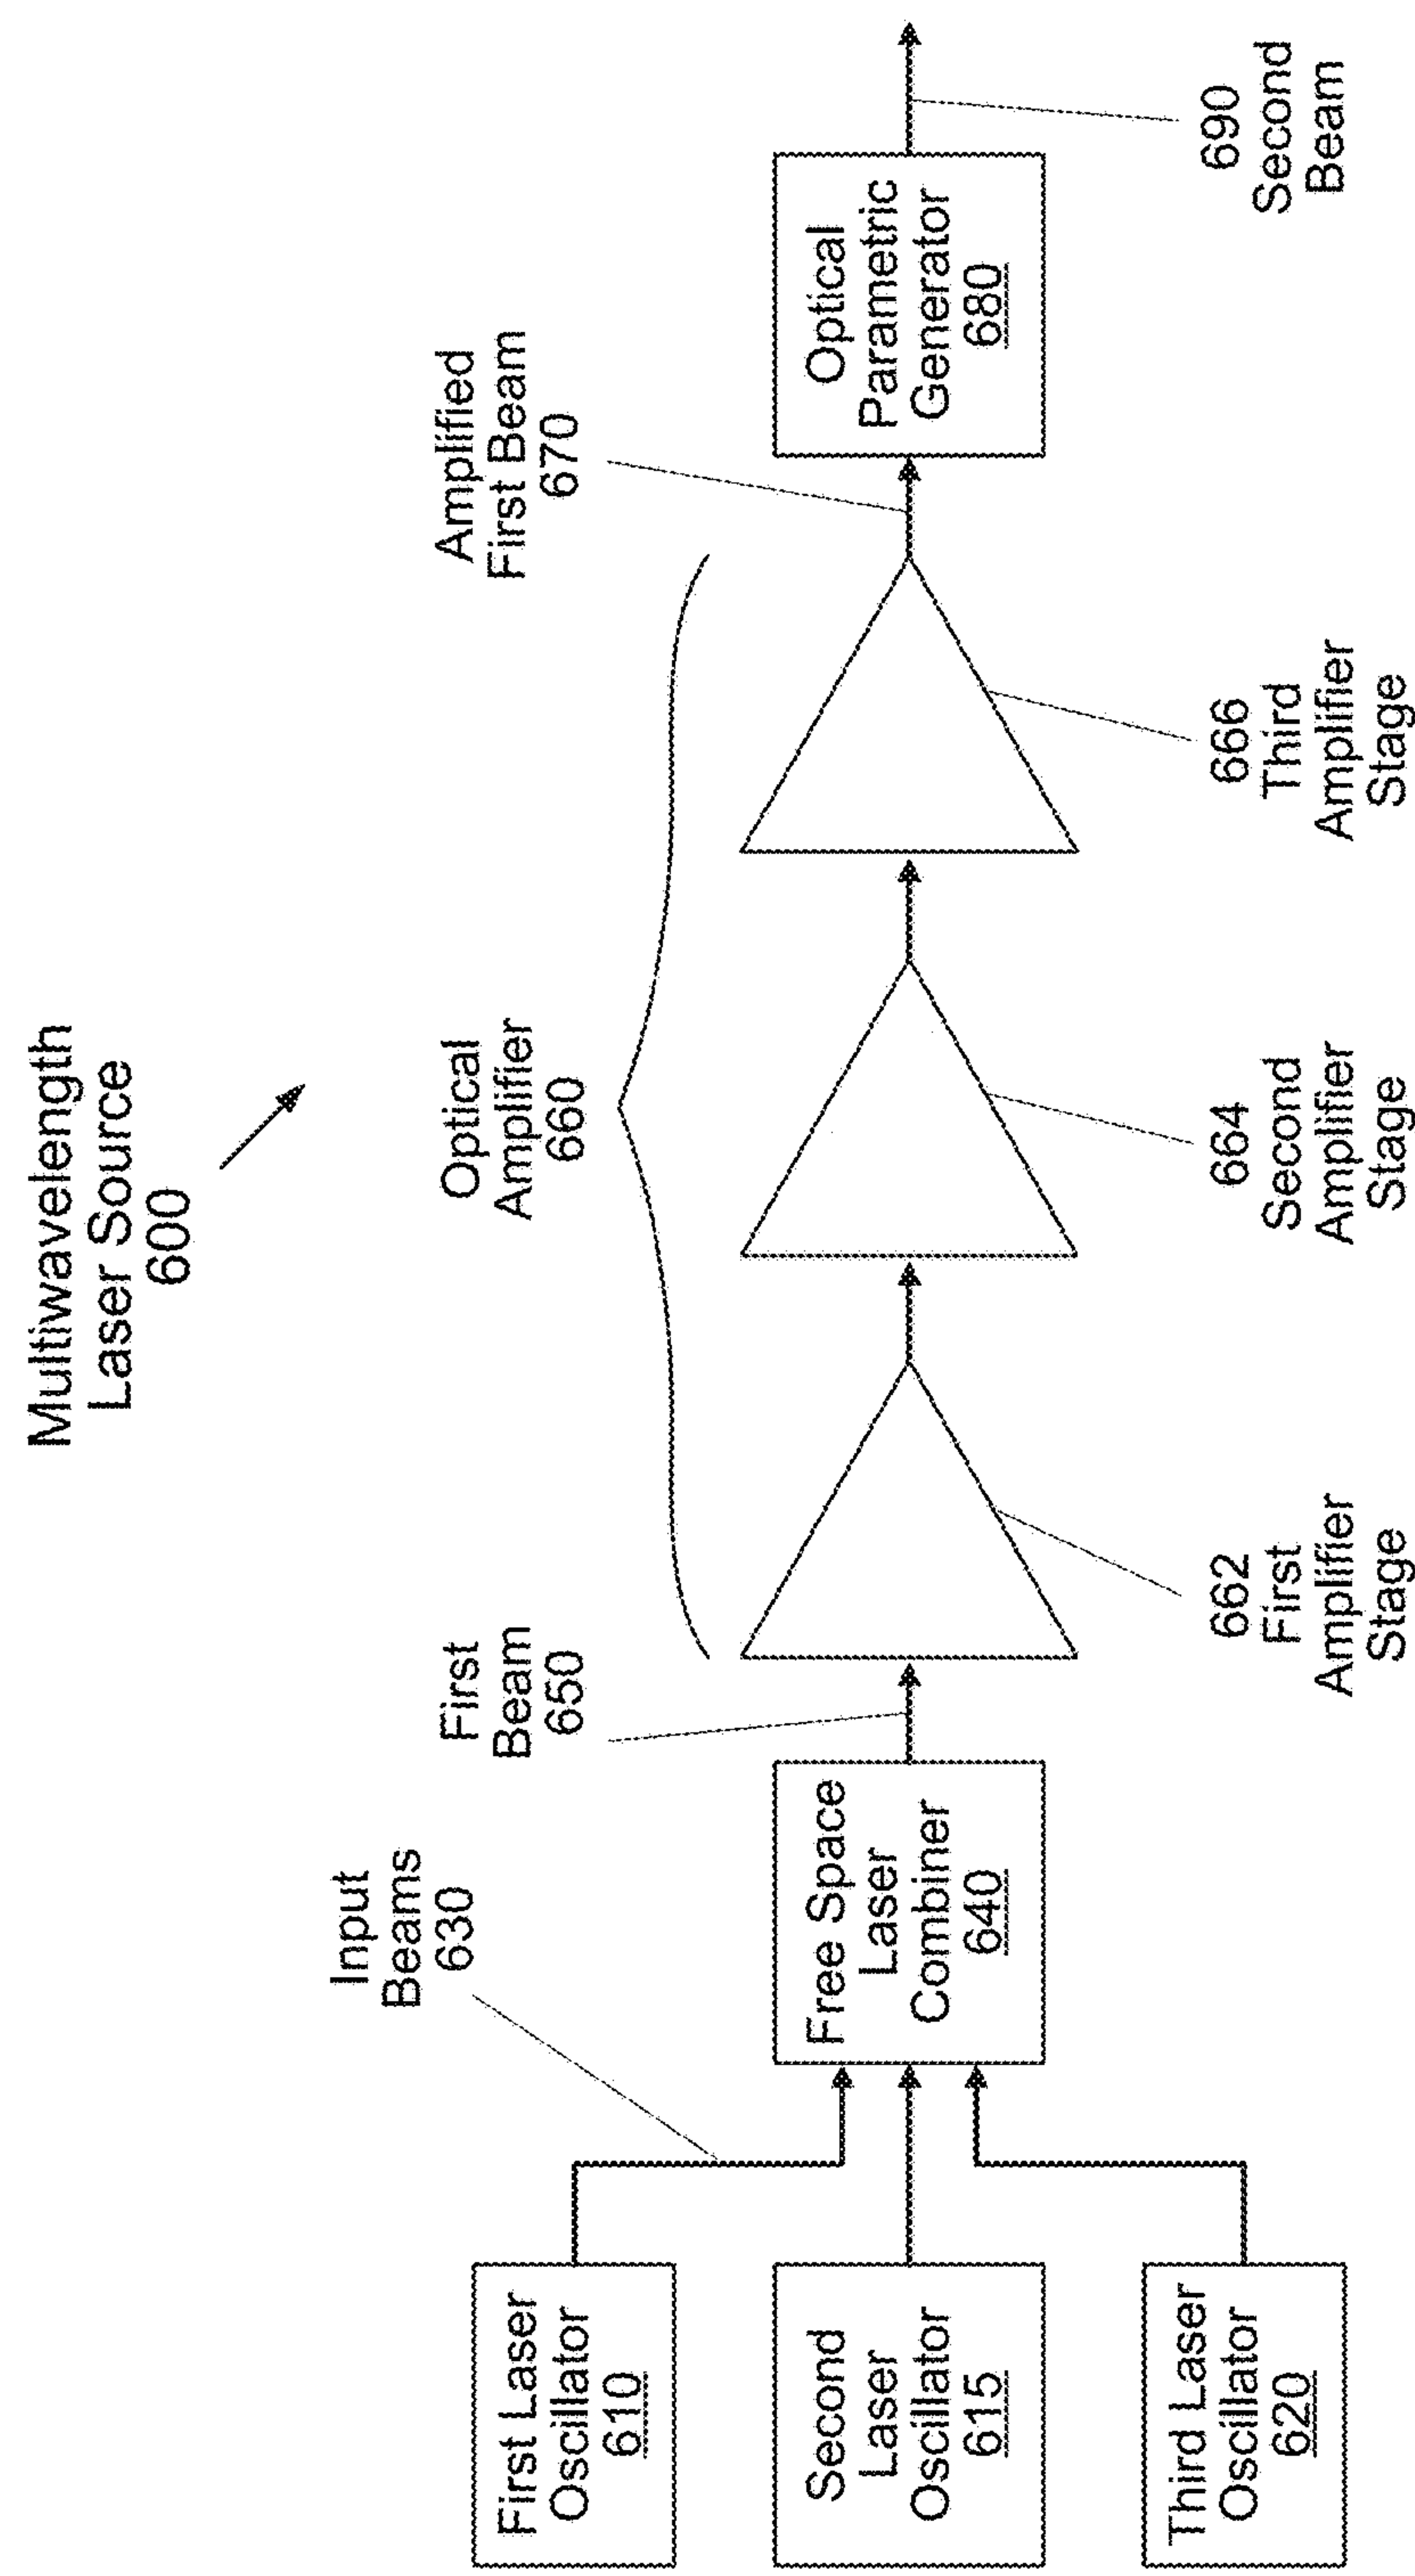 Multiwavelength
Laser Source
600
First Laser
Oscillator
610
Second
Laser
Oscillator
615
Third Laser
Oscillator
620
Input
Beams
630
Free Space
Laser
Combiner
640
First
Beam
650
Optical
Amplifier
660
662
First
Amplifier
Stage
664
Second
Amplifier
Stage
666
Third
Amplifier
Stage
Amplified
First Beam
670
Optical
Parametric
Generator
680
690
Second
Beam